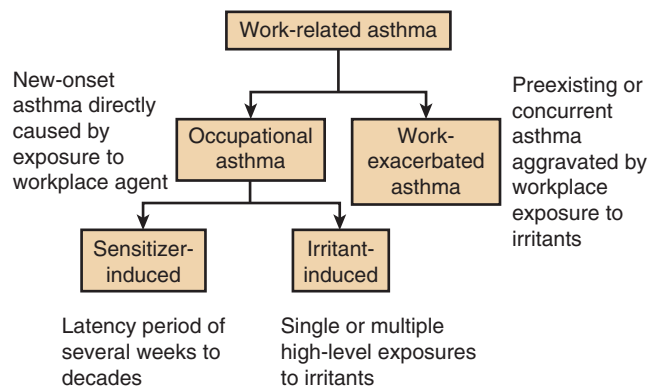 Work-related asthma
New-onset
asthma directly
caused by
exposure to
workplace agent
Occupational
asthma
Work-
exacerbated
asthma
Preexisting or
concurrent
asthma
aggravated by
workplace
exposure to
irritants
Sensitizer-
induced
Irritant-
induced
Latency period of
several weeks to
decades
Single or multiple
high-level exposures
to irritants